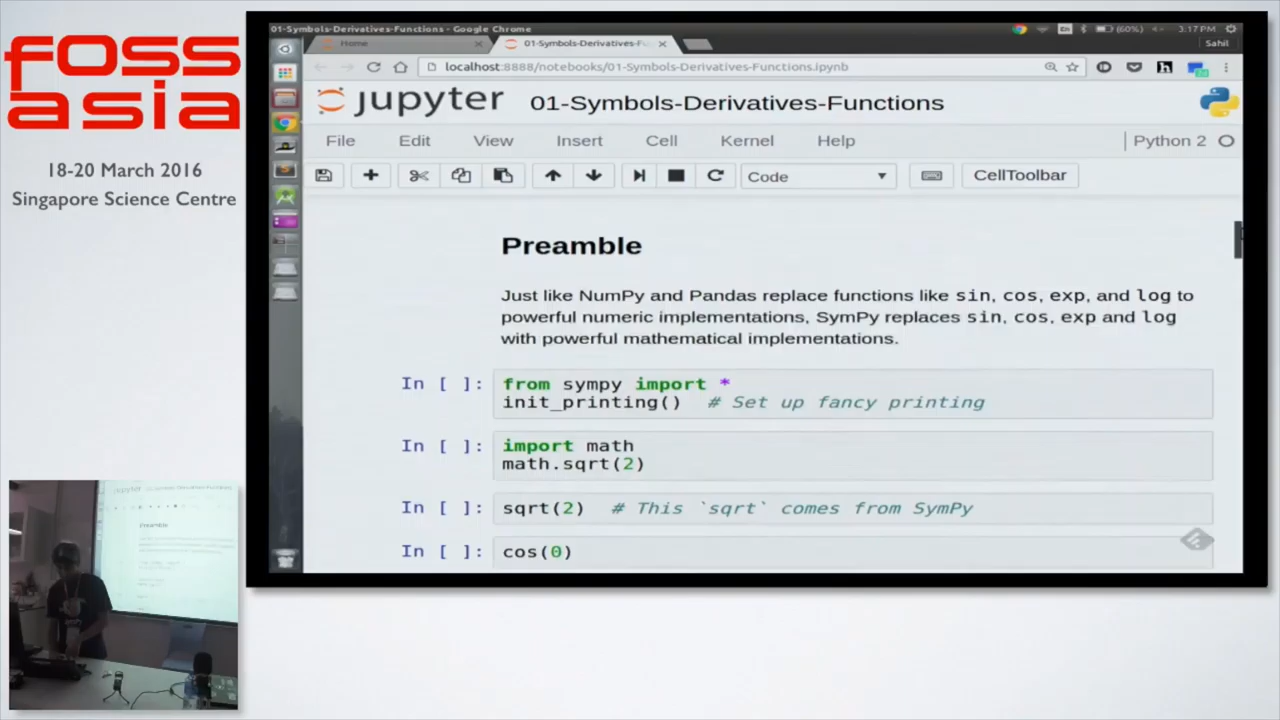 foss
asia
18-20 March 2016
Singapore Science Centre
01-Symbols-Derivatives-Functions - Google Chrome
(60%)
3:17 PM
Home
01-Symbols-Derivatives-F
Sahil
localhost:8888/notebooks/01-Symbols-Derivatives-Functions.ipynb
jupyter
01-Symbols-Derivatives-Functions
File
Edit
View
Insert
Cell
Kernel
Help
Python 2
Code
CellToolbar
Preamble
Just like NumPy and Pandas replace functions like sin, cos, exp, and log to
powerful numeric implementations, SymPy replaces sin, cos, exp and log
with powerful mathematical implementations.
In [ ]: from sympy import *
init_printing()  # Set up fancy printing
In [ ]: import math
math.sqrt(2)
In [ ]: sqrt(2)  # This `sqrt` comes from SymPy
In [ ]: cos(0)